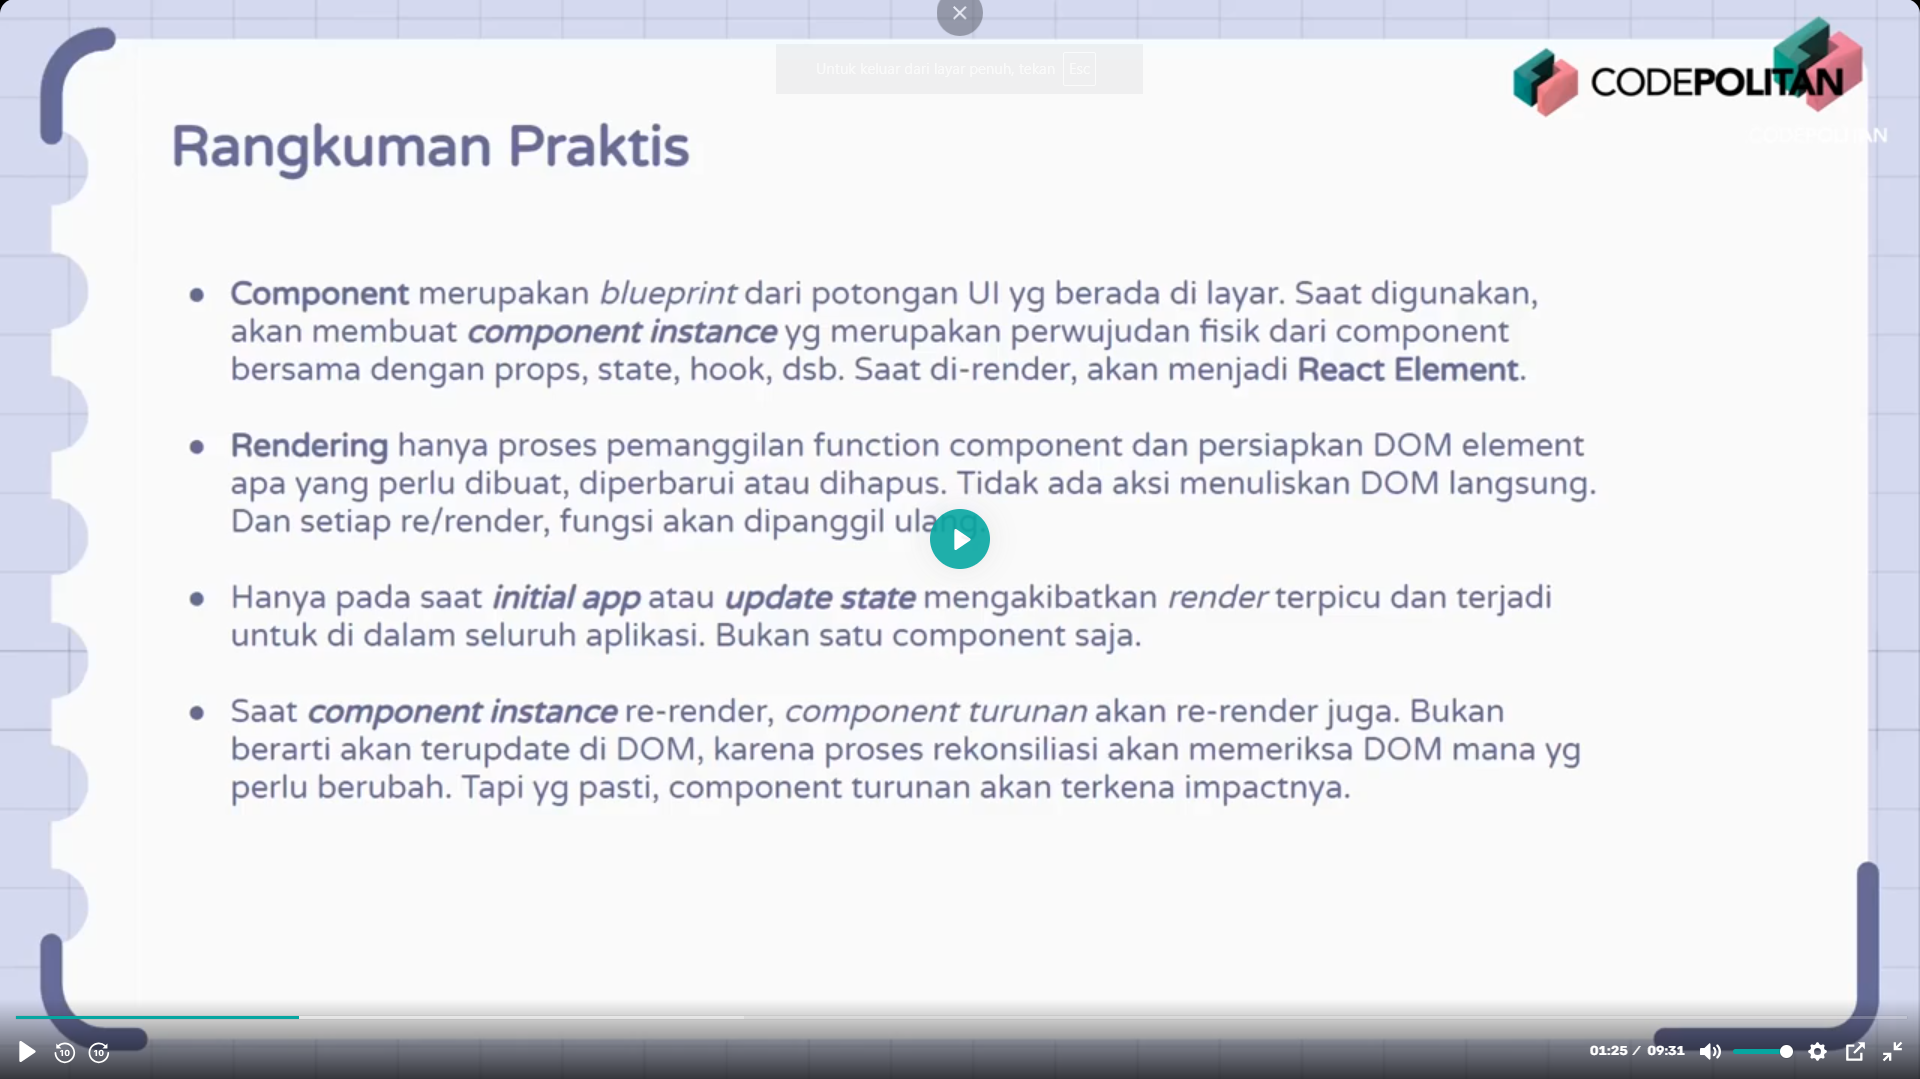 Untuk keluar dari layar penuh, tekan Esc
CODEPOLITAN
CODEPOLITAN
Rangkuman Praktis
● Component merupakan blueprint dari potongan UI yg berada di layar. Saat digunakan,
akan membuat component instance yg merupakan perwujudan fisik dari component
bersama dengan props, state, hook, dsb. Saat di-render, akan menjadi React Element.
● Rendering hanya proses pemanggilan function component dan persiapkan DOM element
apa yang perlu dibuat, diperbarui atau dihapus. Tidak ada aksi menuliskan DOM langsung.
Dan setiap re/render, fungsi akan dipanggil ulang.
● Hanya pada saat initial app atau update state mengakibatkan render terpicu dan terjadi
untuk di dalam seluruh aplikasi. Bukan satu component saja.
● Saat component instance re-render, component turunan akan re-render juga. Bukan
berarti akan terupdate di DOM, karena proses rekonsiliasi akan memeriksa DOM mana yg
perlu berubah. Tapi yg pasti, component turunan akan terkena impactnya.
10 10 01:25 / 09:31